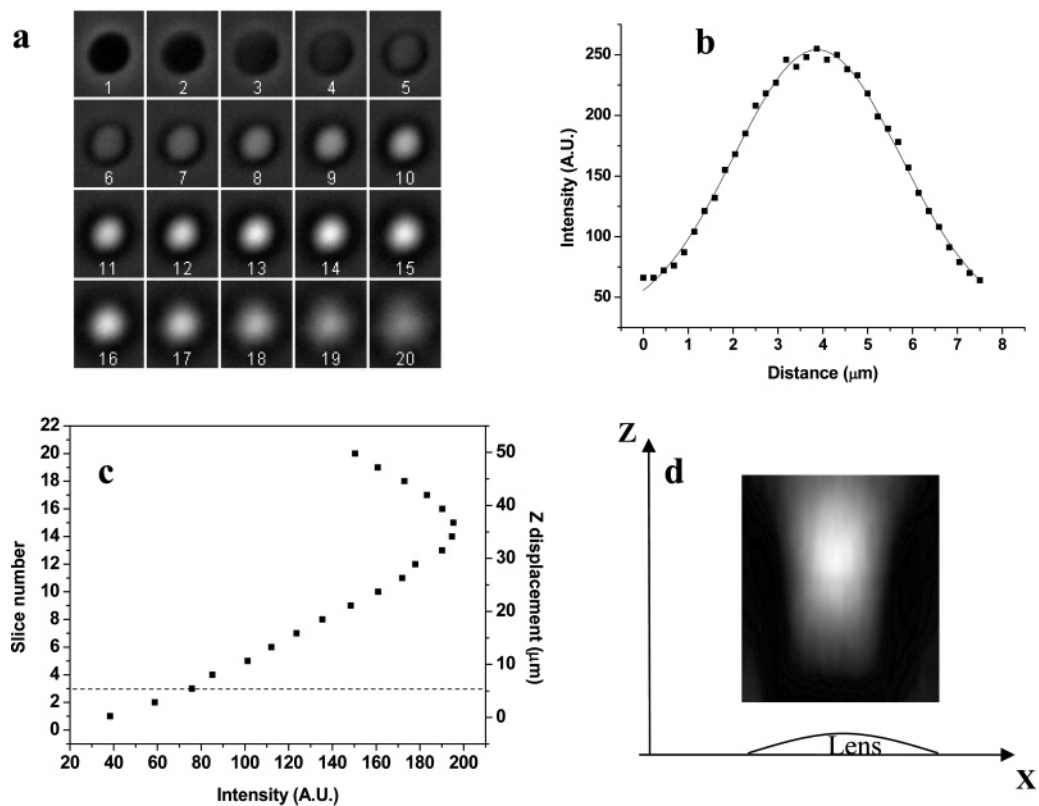 a
1 2 3 4 5
6 7 8 9 10
11 12 13 14 15
16 17 18 19 20
b
250
200
150
100
50
Intensity (A.U.)
0 1 2 3 4 5 6 7 8
Distance (μm)
c
22
20
18
16
14
12
10
8
6
4
2
0
Slice number
50
40
30
20
10
0
Z displacement (μm)
20 40 60 80 100 120 140 160 180 200
Intensity (A.U.)
Z
d
Lens
X